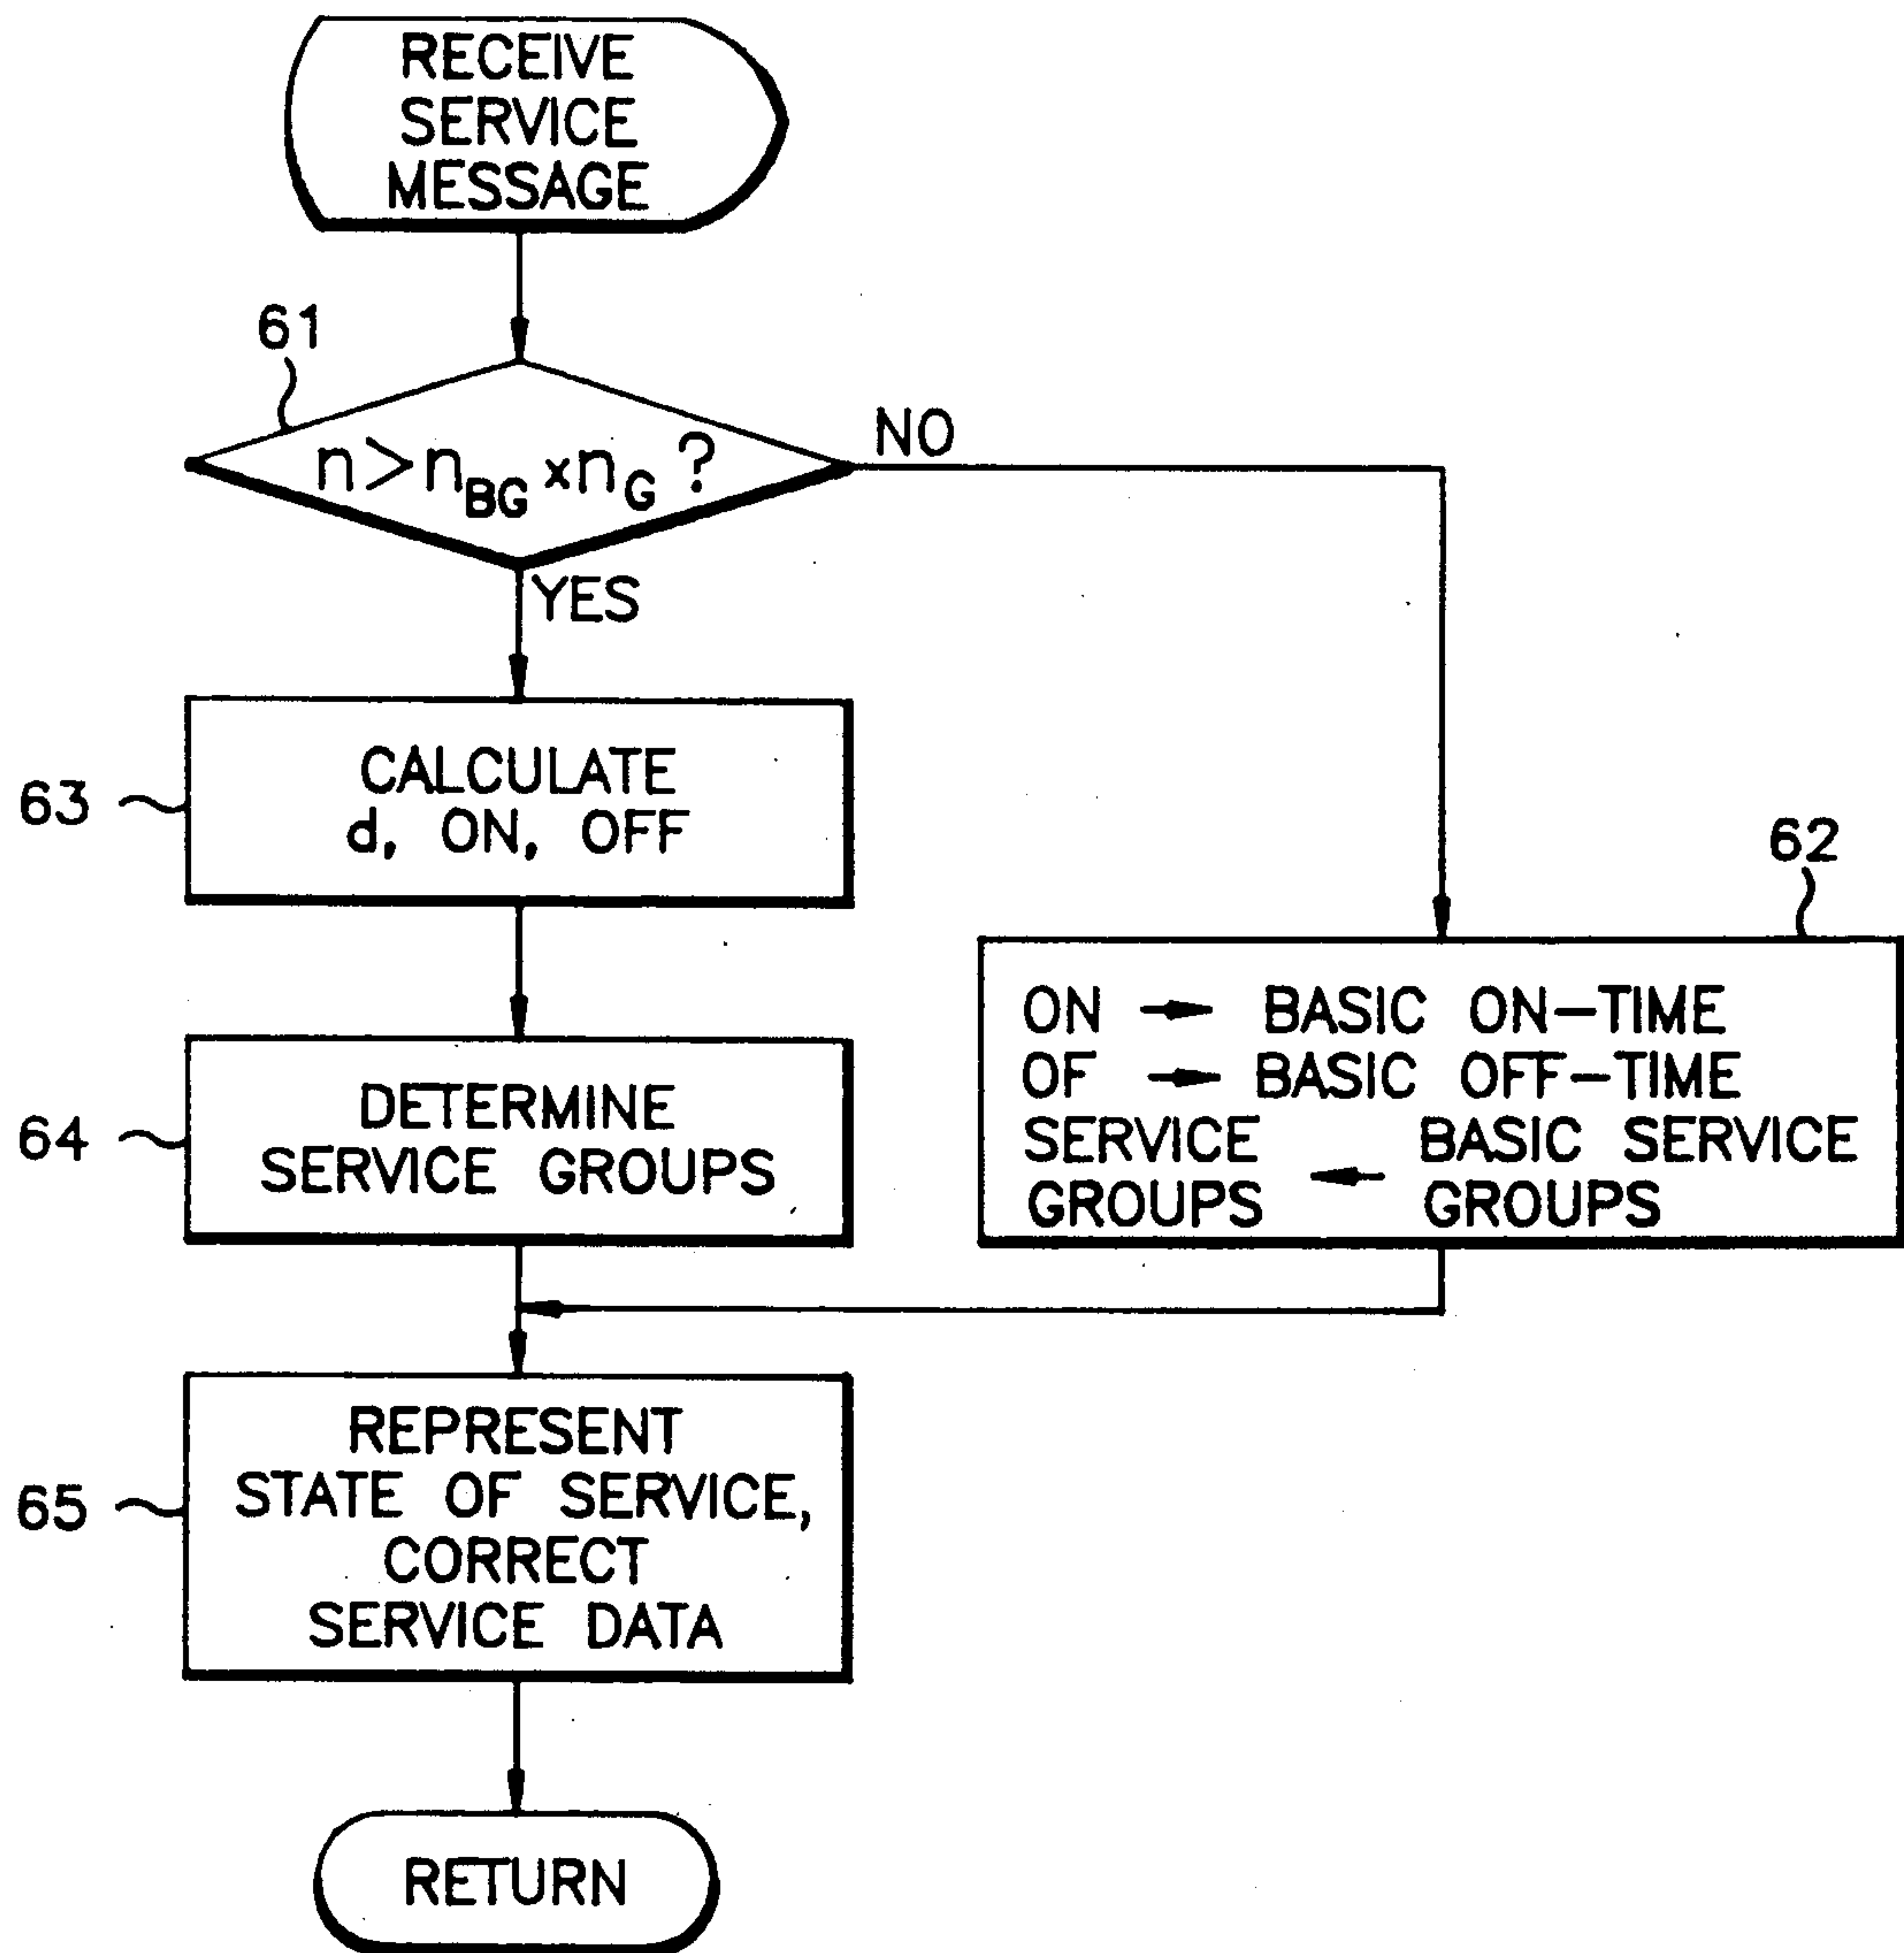 RECEIVE
SERVICE
MESSAGE
61
n>n_BG ×n_G ?
NO
YES
63
CALCULATE
d, ON, OFF
62
ON → BASIC ON-TIME
OF → BASIC OFF-TIME
SERVICE BASIC SERVICE
GROUPS ← GROUPS
64
DETERMINE
SERVICE GROUPS
65
REPRESENT
STATE OF SERVICE,
CORRECT
SERVICE DATA
RETURN